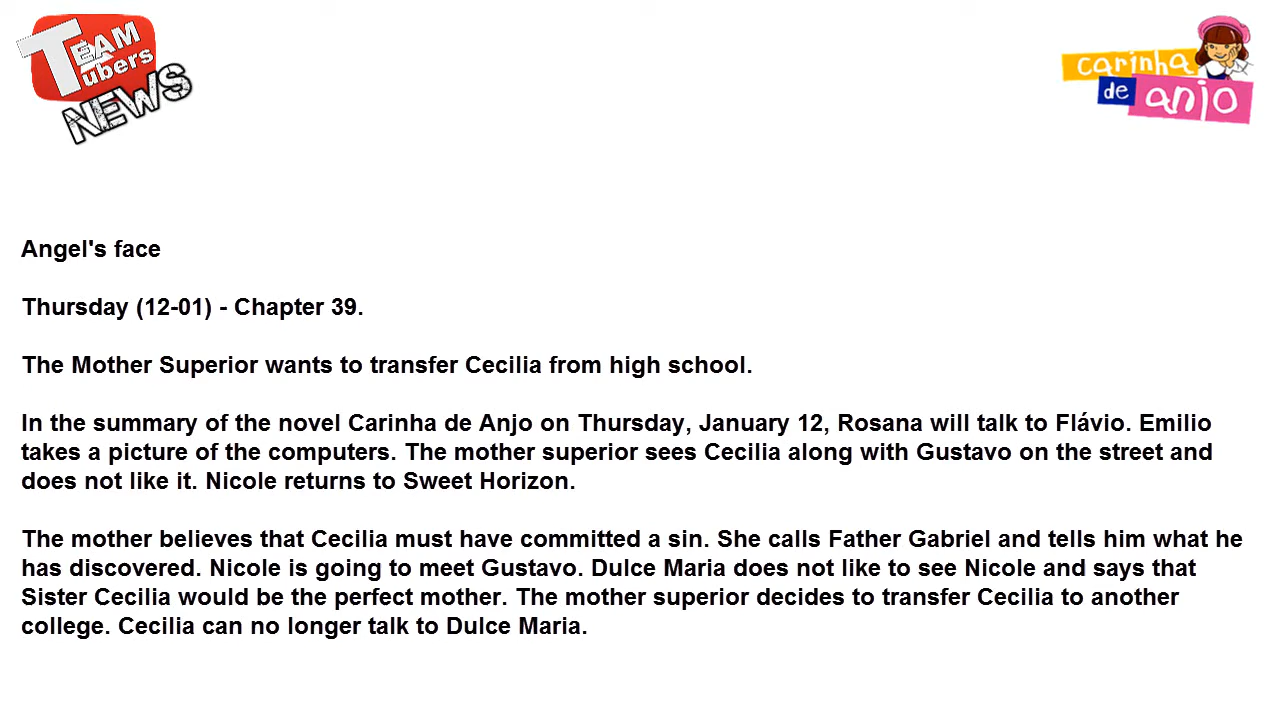 TEAM
Tubers
NEWS
carinha
de anjo
Angel's face
Thursday (12-01) - Chapter 39.
The Mother Superior wants to transfer Cecilia from high school.
In the summary of the novel Carinha de Anjo on Thursday, January 12, Rosana will talk to Flávio. Emilio
takes a picture of the computers. The mother superior sees Cecilia along with Gustavo on the street and
does not like it. Nicole returns to Sweet Horizon.
The mother believes that Cecilia must have committed a sin. She calls Father Gabriel and tells him what he
has discovered. Nicole is going to meet Gustavo. Dulce Maria does not like to see Nicole and says that
Sister Cecilia would be the perfect mother. The mother superior decides to transfer Cecilia to another
college. Cecilia can no longer talk to Dulce Maria.